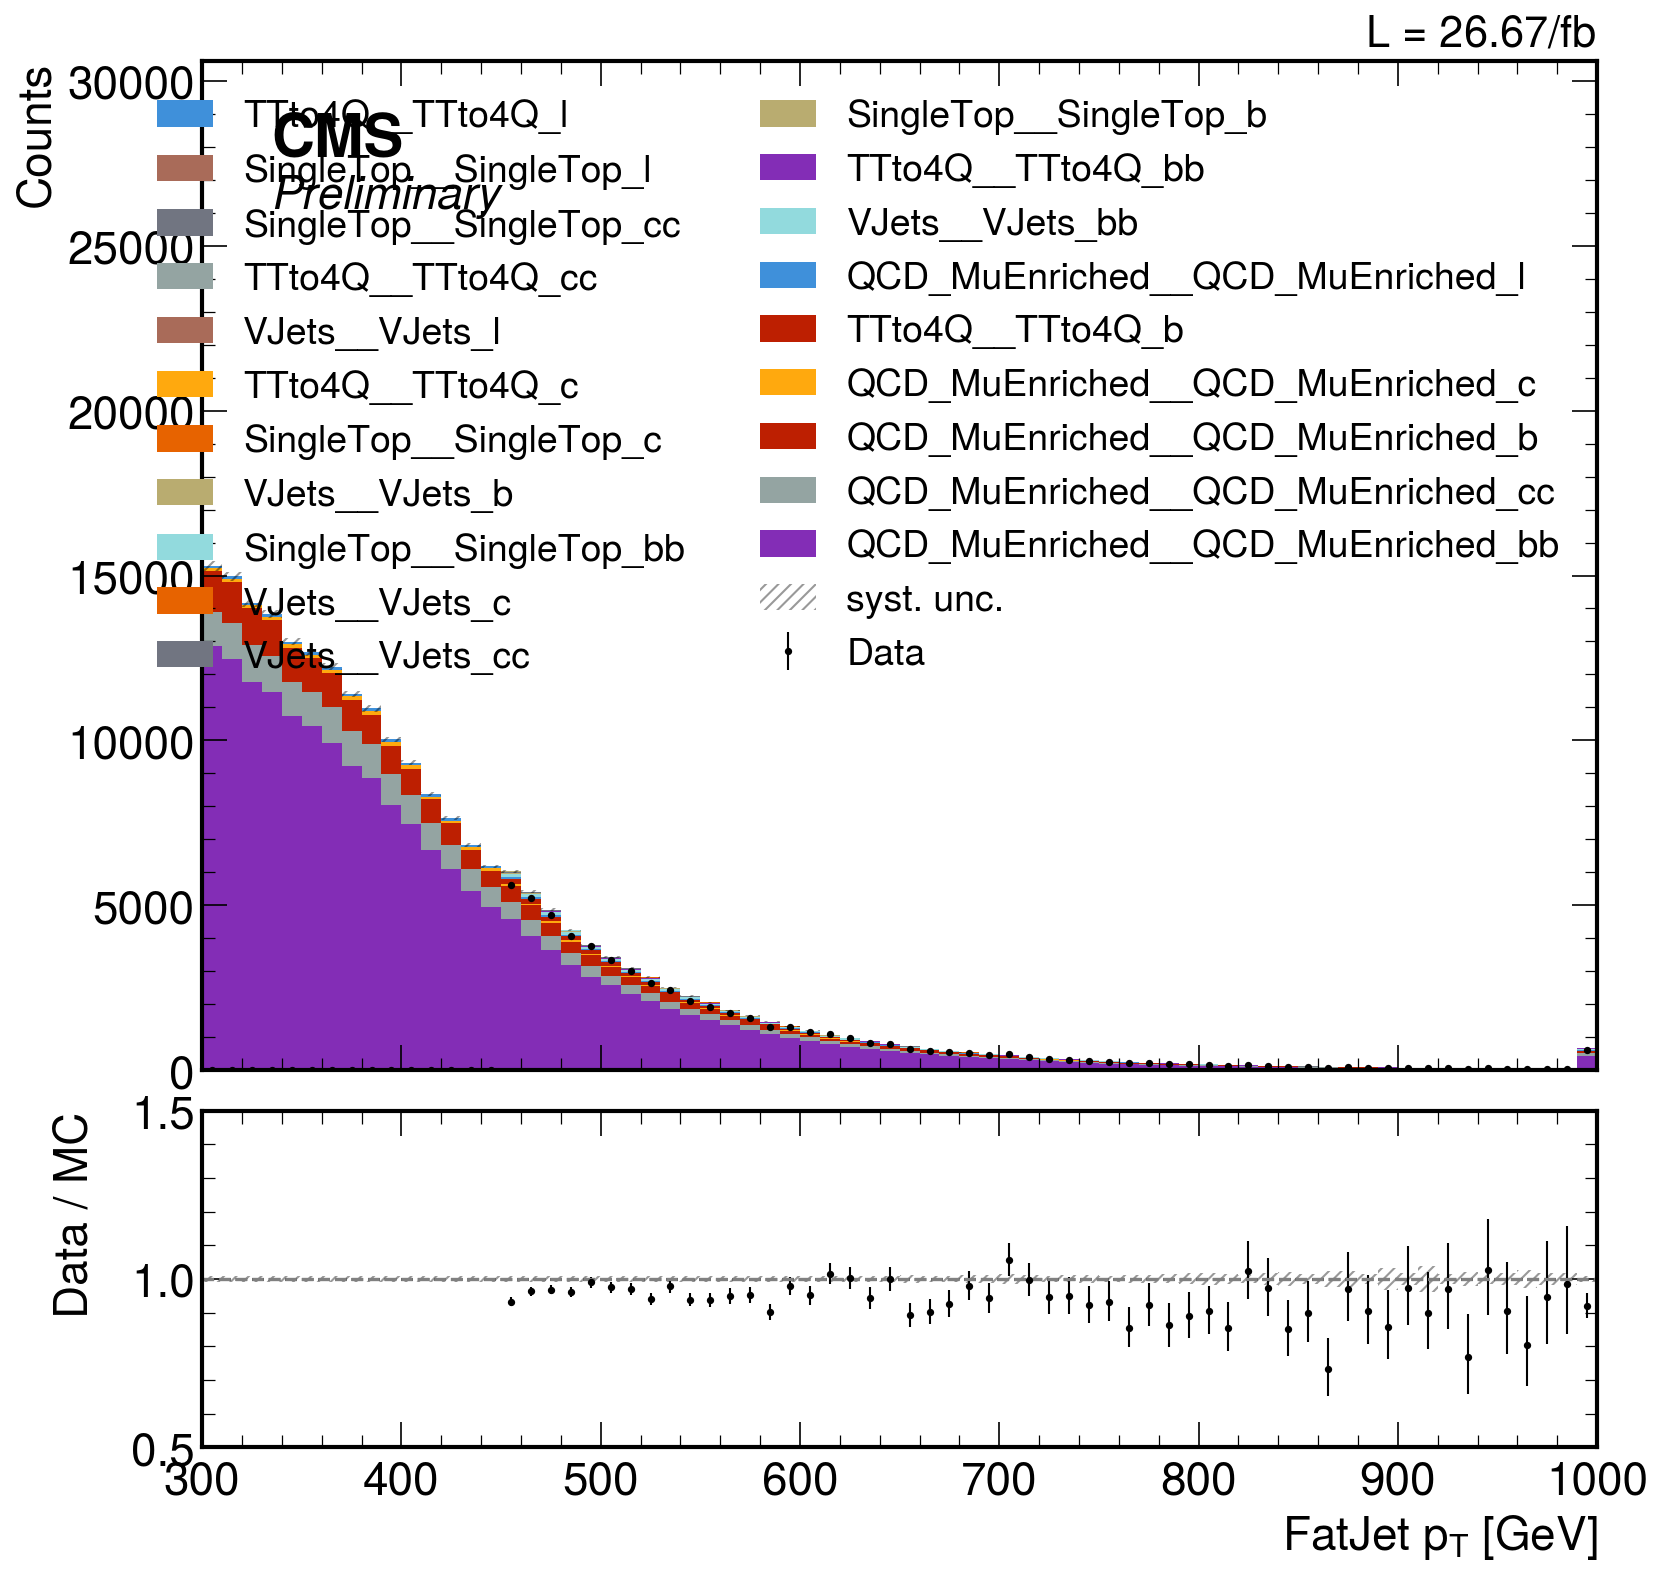 L = 26.67/fb
Counts
30000
25000
20000
15000
10000
5000
0
CMS
Preliminary
TTto4Q__TTto4Q_l
SingleTop__SingleTop_l
SingleTop__SingleTop_cc
TTto4Q__TTto4Q_cc
VJets__VJets_l
TTto4Q__TTto4Q_c
SingleTop__SingleTop_c
VJets__VJets_b
SingleTop__SingleTop_bb
VJets__VJets_c
VJets__VJets_cc
SingleTop__SingleTop_b
TTto4Q__TTto4Q_bb
VJets__VJets_bb
QCD_MuEnriched__QCD_MuEnriched_l
TTto4Q__TTto4Q_b
QCD_MuEnriched__QCD_MuEnriched_c
QCD_MuEnriched__QCD_MuEnriched_b
QCD_MuEnriched__QCD_MuEnriched_cc
QCD_MuEnriched__QCD_MuEnriched_bb
syst. unc.
Data
Data / MC
1.5
1.0
0.5
300 400 500 600 700 800 900 1000
FatJet p_T [GeV]